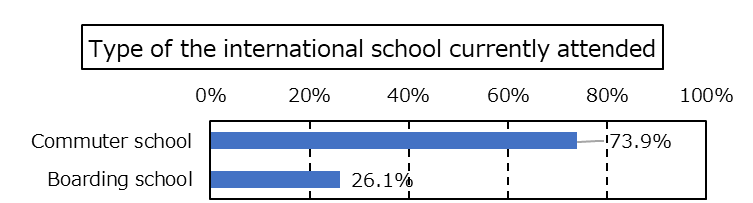 Type of the international school currently attended
0% 20% 40% 60% 80% 100%
Commuter school 73.9%
Boarding school 26.1%